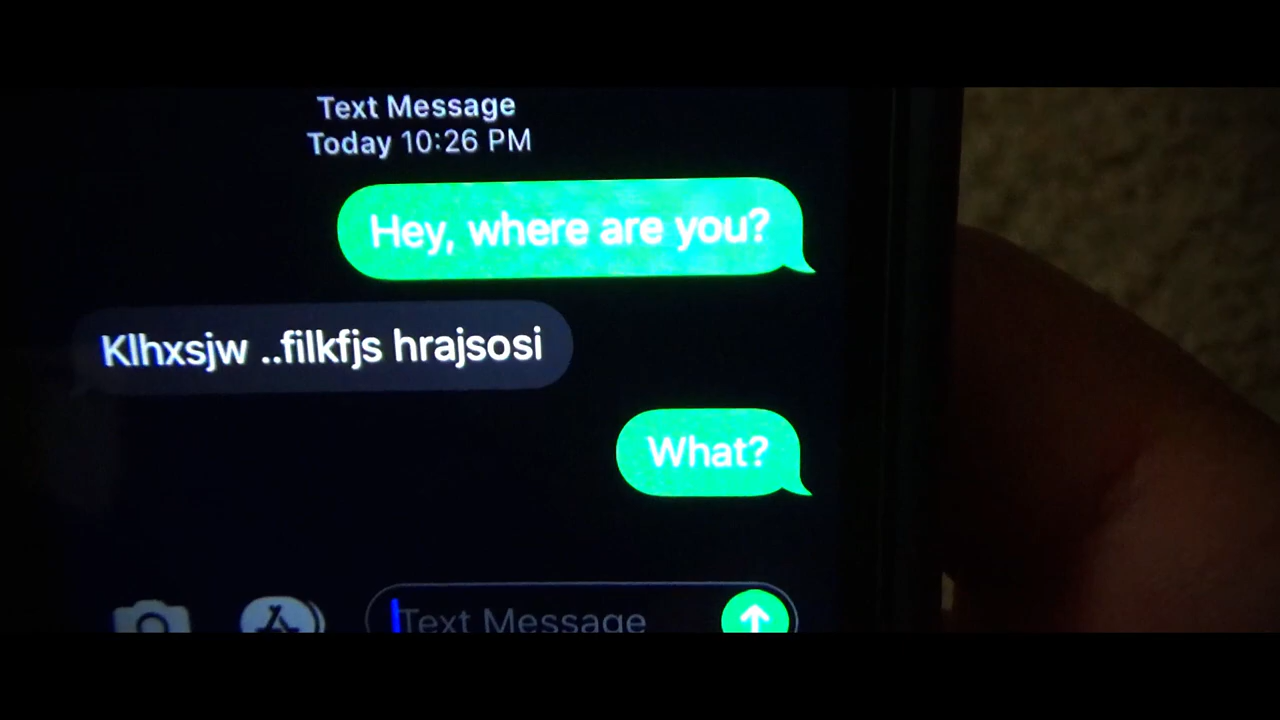 Text Message
Today 10:26 PM
Hey, where are you?
Klhxsjw ..filkfjs hrajsosi
What?
Text Message